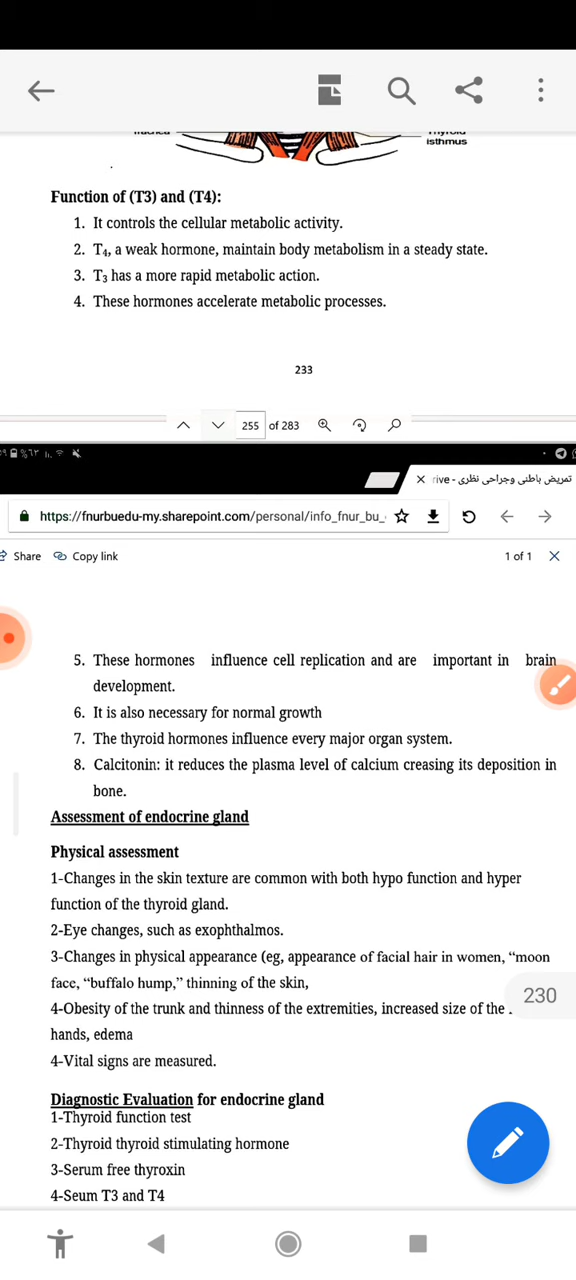 Trachea
Thyroid
isthmus
Function of (T3) and (T4):
1. It controls the cellular metabolic activity.
2. T4, a weak hormone, maintain body metabolism in a steady state.
3. T3 has a more rapid metabolic action.
4. These hormones accelerate metabolic processes.
233
255 of 283
%٦٣
تمريض باطنى وجراحى نظرى - rive
https://fnurbuedu-my.sharepoint.com/personal/info_fnur_bu_
Share Copy link 1 of 1
5. These hormones influence cell replication and are important in brain
development.
6. It is also necessary for normal growth
7. The thyroid hormones influence every major organ system.
8. Calcitonin: it reduces the plasma level of calcium creasing its deposition in
bone.
Assessment of endocrine gland
Physical assessment
1-Changes in the skin texture are common with both hypo function and hyper
function of the thyroid gland.
2-Eye changes, such as exophthalmos.
3-Changes in physical appearance (eg, appearance of facial hair in women, “moon
face, “buffalo hump,” thinning of the skin,
4-Obesity of the trunk and thinness of the extremities, increased size of the
230
hands, edema
4-Vital signs are measured.
Diagnostic Evaluation for endocrine gland
1-Thyroid function test
2-Thyroid thyroid stimulating hormone
3-Serum free thyroxin
4-Seum T3 and T4